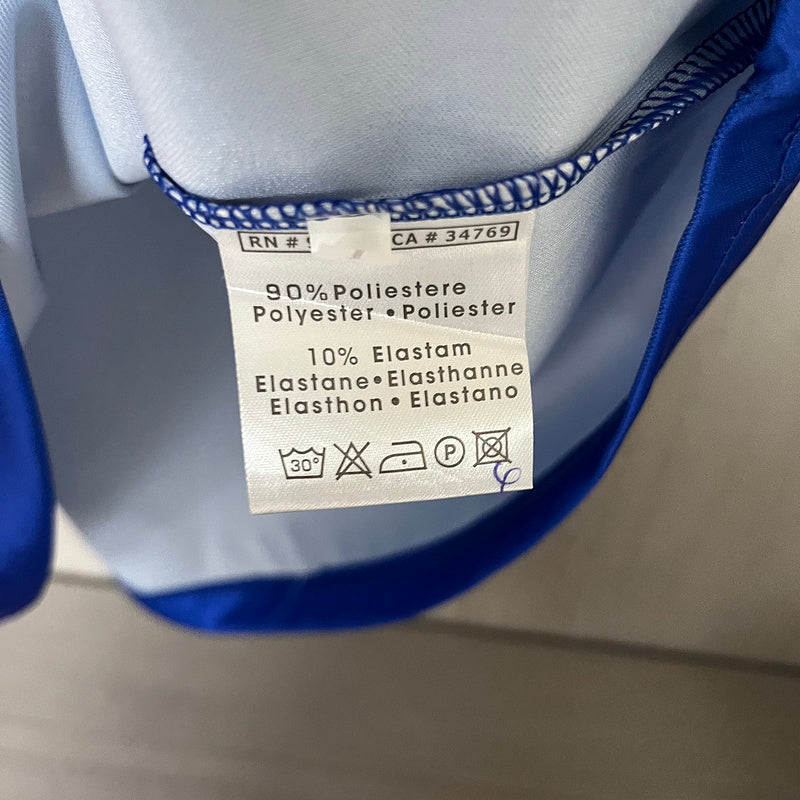 RN # CA # 34769
90% Poliestere
Polyester • Poliester
10% Elastam
Elastane • Elasthanne
Elasthon • Elastano
30° P